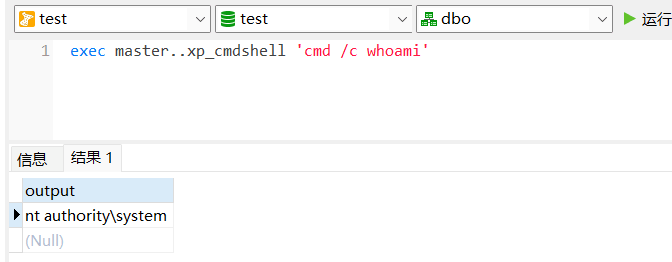 test test dbo 运行
1 exec master..xp_cmdshell 'cmd /c whoami'
信息 结果 1
output
nt authority\system
(Null)